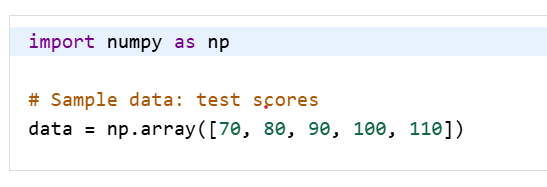 import numpy as np
# Sample data: test scores
data = np.array([70, 80, 90, 100, 110])